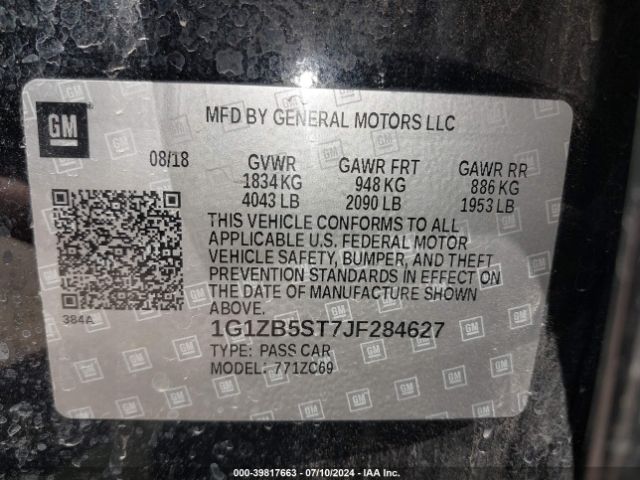 GM
MFD BY GENERAL MOTORS LLC
08/18
GVWR GAWR FRT GAWR RR
1834 KG 948 KG 886 KG
4043 LB 2090 LB 1953 LB
THIS VEHICLE CONFORMS TO ALL
APPLICABLE U.S. FEDERAL MOTOR
VEHICLE SAFETY, BUMPER, AND THEFT
PREVENTION STANDARDS IN EFFECT ON
THE DATE OF MANUFACTURE SHOWN
ABOVE.
384A
1G1ZB5ST7JF284627
TYPE: PASS CAR
MODEL: 771ZC69
000-39817663 / 07/10/2024 / IAA Inc.